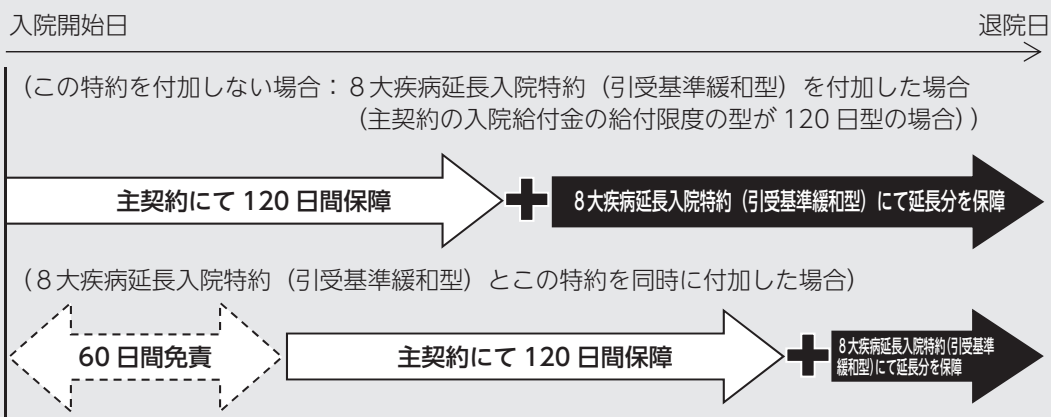 入院開始日 退院日
(この特約を付加しない場合：８大疾病延長入院特約（引受基準緩和型）を付加した場合
(主契約の入院給付金の給付限度の型が 120 日型の場合))
主契約にて 120 日間保障 + ８大疾病延長入院特約（引受基準緩和型）にて延長分を保障
(８大疾病延長入院特約（引受基準緩和型）とこの特約を同時に付加した場合)
60 日間免責 主契約にて 120 日間保障 + ８大疾病延長入院特約(引受基準
緩和型)にて延長分を保障